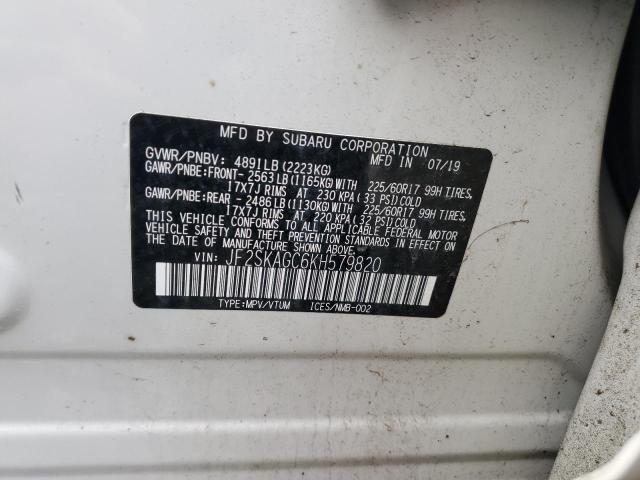 MFD BY SUBARU CORPORATION
GVWR/PNBV: 4891LB(2223KG) MFD IN: 07/19
GAWR/PNBE:FRONT- 2563LB(1165KG)WITH 225/60R17 99H TIRES,
17X7J RIMS AT 230 KPA(33 PSI)COLD
GAWR/PNBE:REAR - 2486LB(1130KG)WITH 225/60R17 99H TIRES,
17X7J RIMS AT 220 KPA(32 PSI)COLD
THIS VEHICLE CONFORMS TO ALL APPLICABLE FEDERAL MOTOR
VEHICLE SAFETY AND THEFT PREVENTION STANDARDS IN EFFECT
ON THE DATE OF MANUFACTURE SHOWN ABOVE.
VIN: JF2SKAGC6KH579820
TYPE:MPV/VTUM ICES/NMB-002